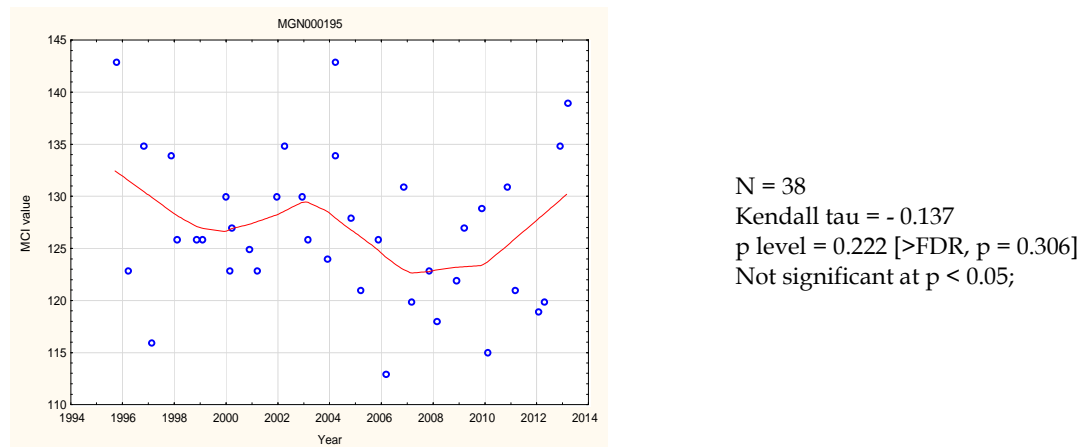 MGN000195
145
140
135
130
125
120
115
110
MCI value
1994 1996 1998 2000 2002 2004 2006 2008 2010 2012 2014
Year
N = 38
Kendall tau = - 0.137
p level = 0.222 [>FDR, p = 0.306]
Not significant at p < 0.05;